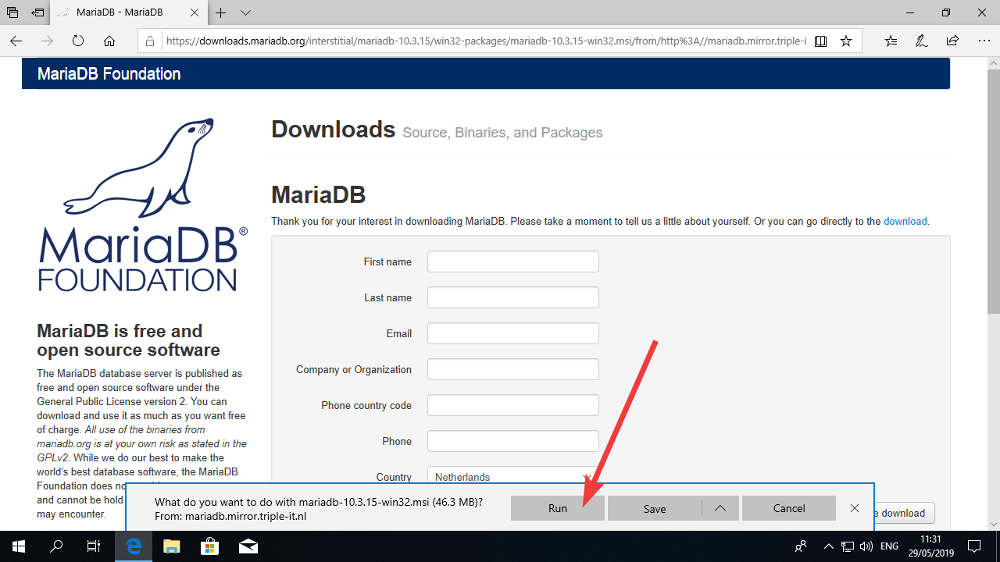 MariaDB - MariaDB
https://downloads.mariadb.org/interstitial/mariadb-10.3.15/win32-packages/mariadb-10.3.15-win32.msi/from/http%3A//mariadb.mirror.triple-i
MariaDB Foundation
MariaDB®
FOUNDATION
MariaDB is free and
open source software
The MariaDB database server is published as
free and open source software under the
General Public License version 2. You can
download and use it as much as you want free
of charge. All use of the binaries from
mariadb.org is at your own risk as stated in the
GPLv2. While we do our best to make the
world's best database software, the MariaDB
Foundation does no
and cannot be hold
may encounter.
Downloads Source, Binaries, and Packages
MariaDB
Thank you for your interest in downloading MariaDB. Please take a moment to tell us a little about yourself. Or you can go directly to the download.
First name
Last name
Email
Company or Organization
Phone country code
Phone
Country Netherlands
download
What do you want to do with mariadb-10.3.15-win32.msi (46.3 MB)?
From: mariadb.mirror.triple-it.nl
Run Save Cancel
ENG
11:31
29/05/2019